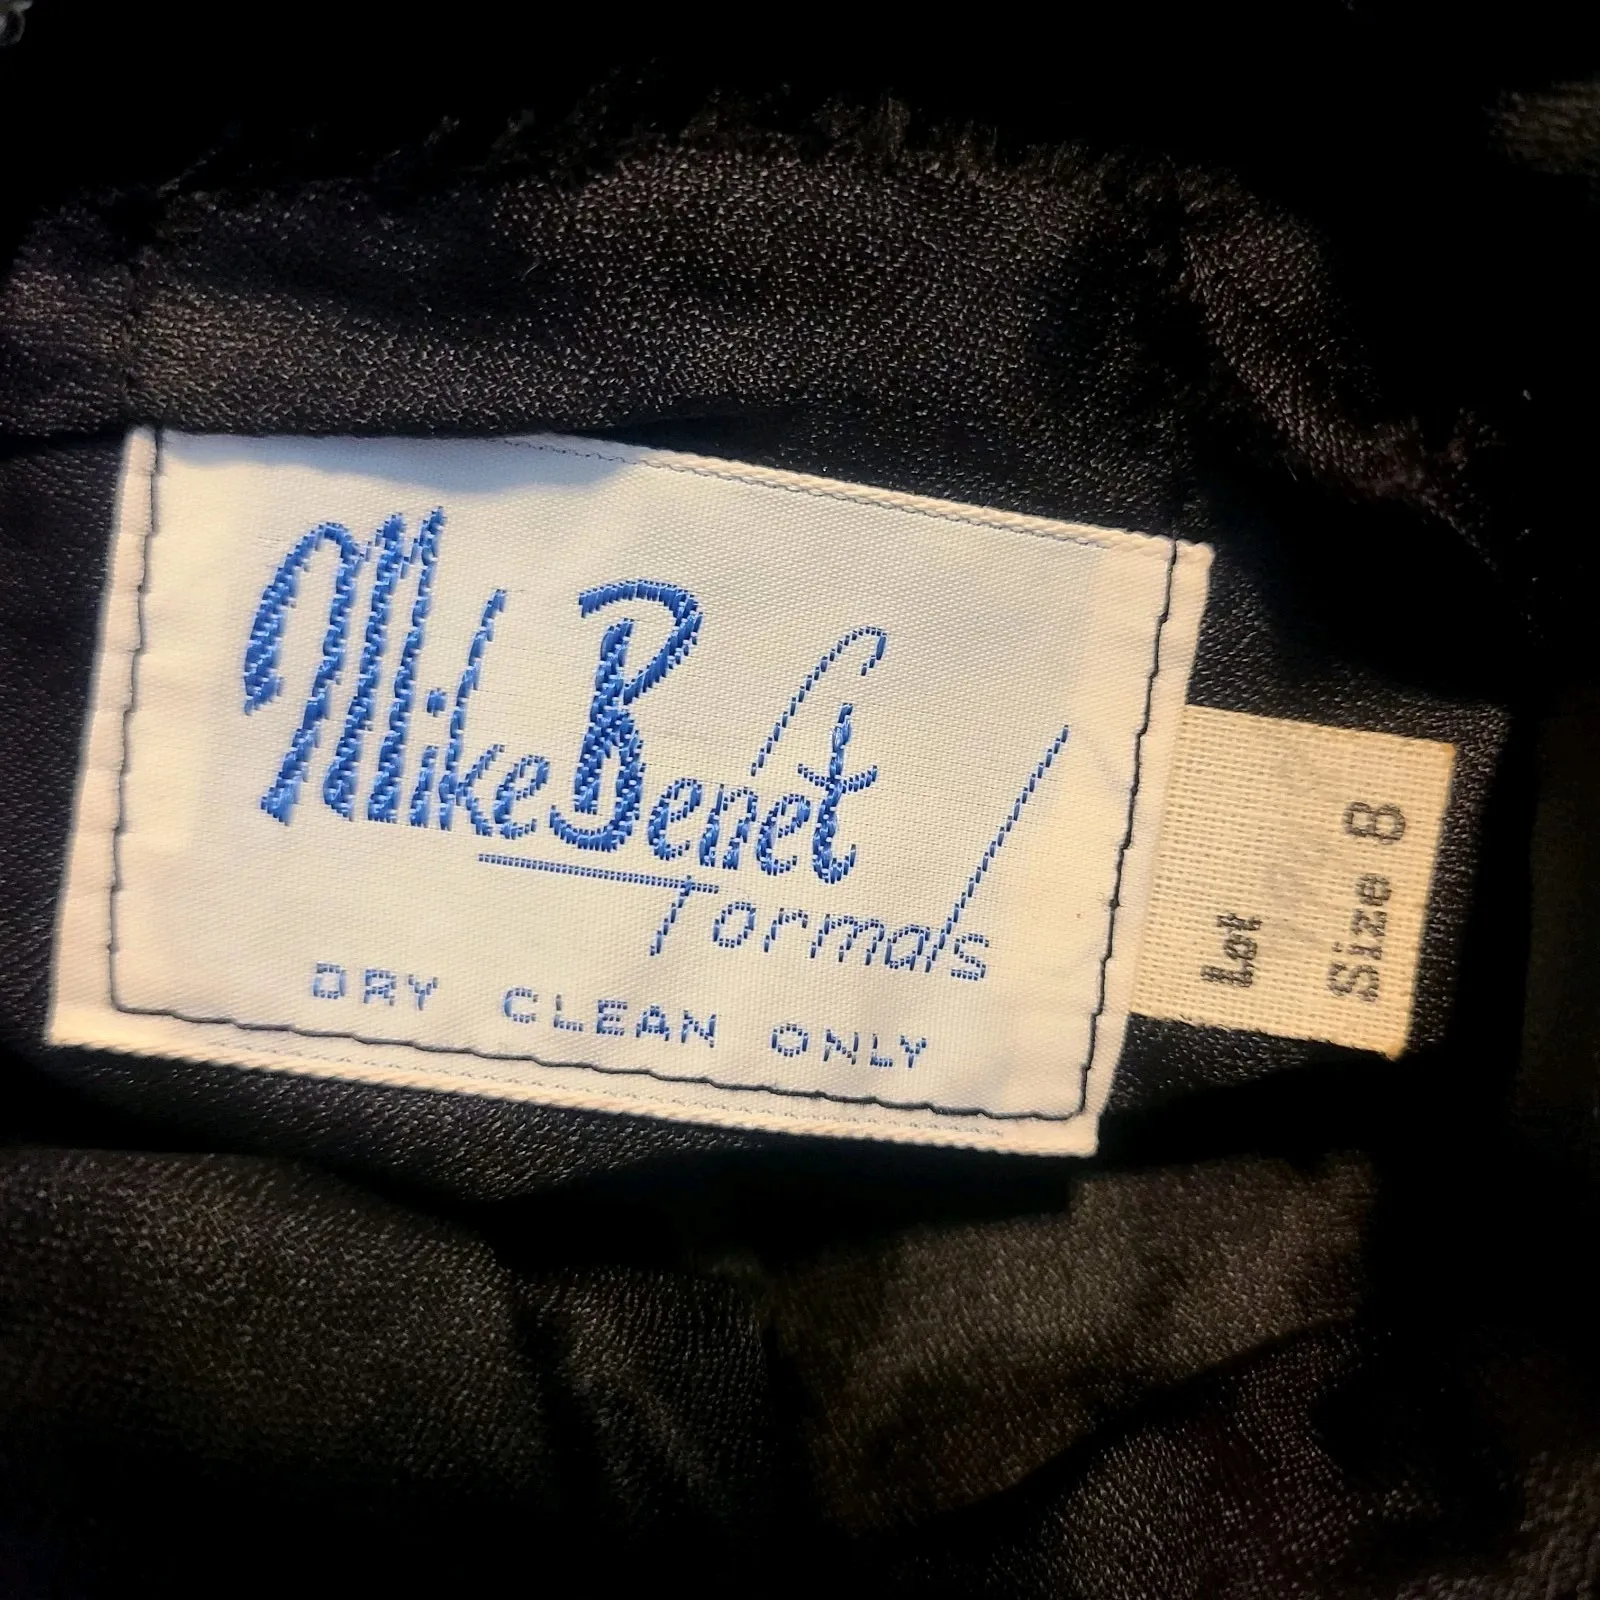 Mike Benet
Formals
DRY CLEAN ONLY
Lot
Size 8